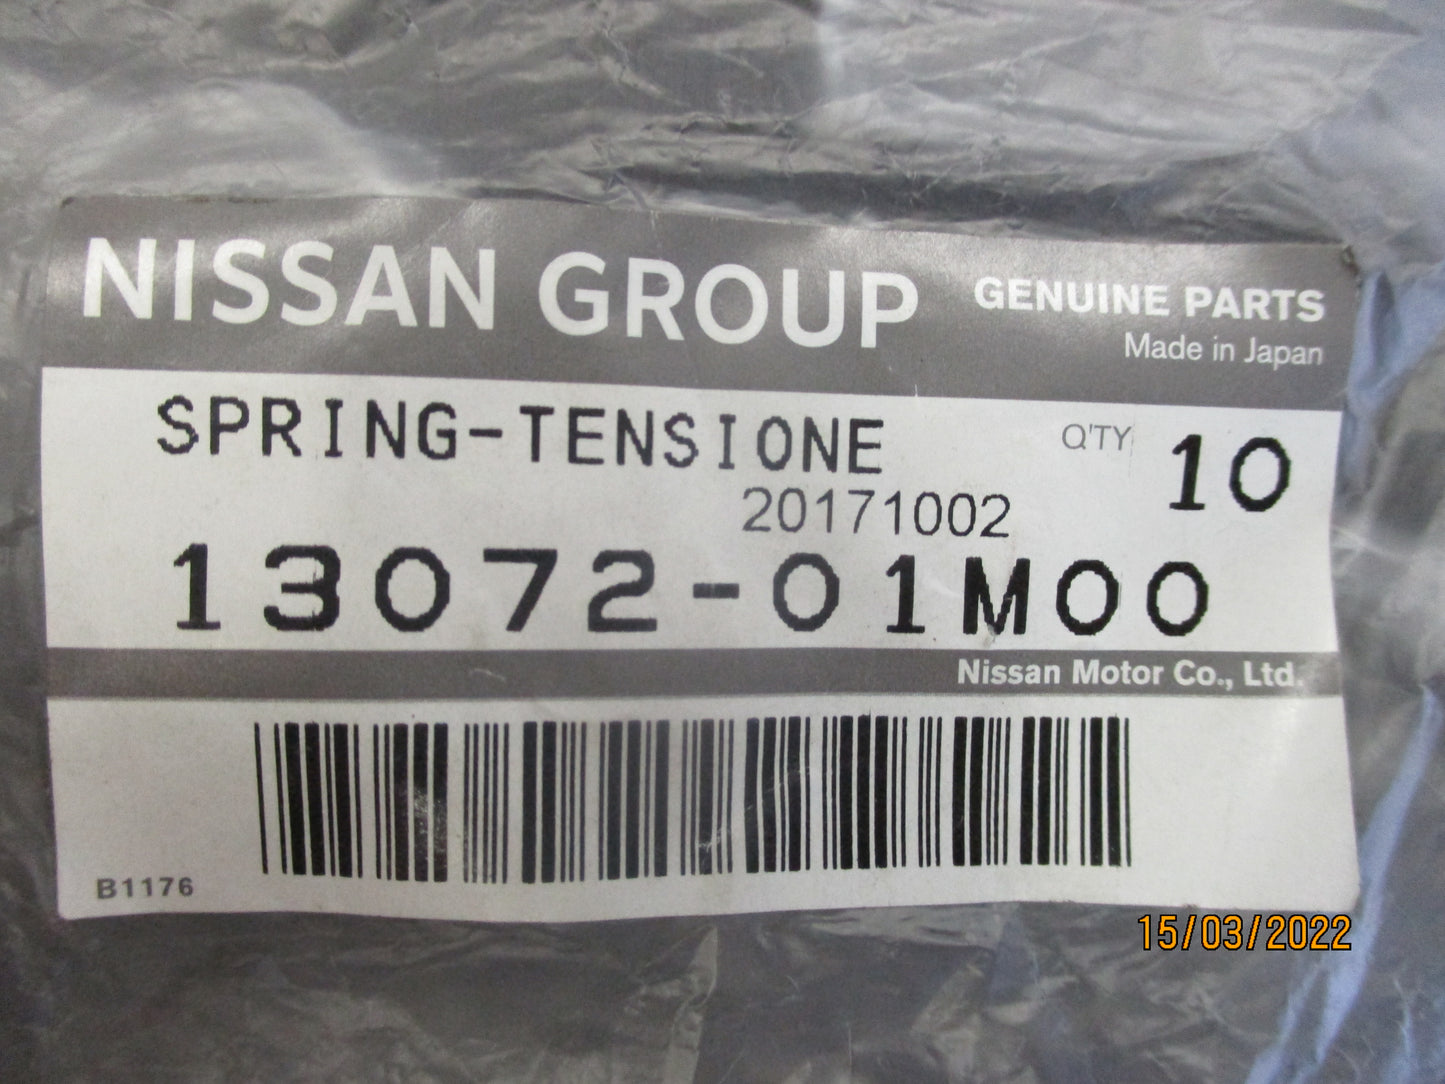 NISSAN GROUP
GENUINE PARTS
Made in Japan
SPRING-TENSIONE
Q'TY 10
20171002
13072-01M00
Nissan Motor Co., Ltd.
B1176
15/03/2022